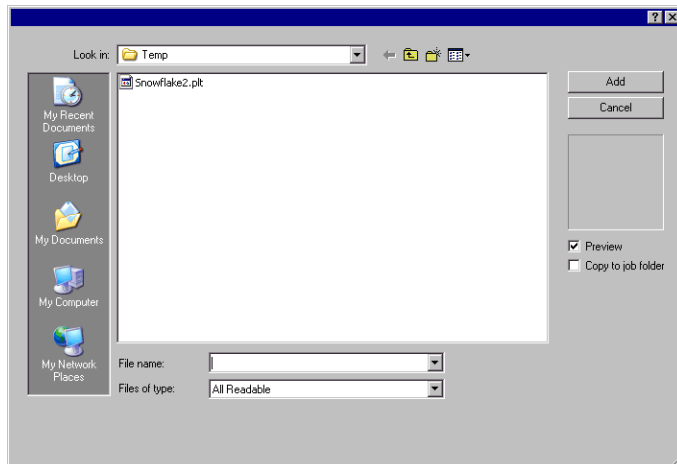 Look in:
Temp
Snowflake2.plt
My Recent
Documents
Desktop
My Documents
My Computer
My Network
Places
Add
Cancel
Preview
Copy to job folder
File name:
Files of type:
All Readable